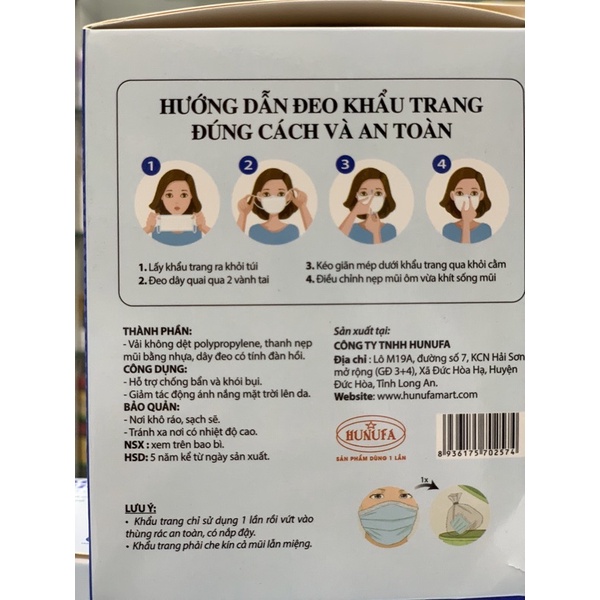 HƯỚNG DẪN ĐEO KHẨU TRANG
ĐÚNG CÁCH VÀ AN TOÀN
1 2 3 4
1. Lấy khẩu trang ra khỏi túi
2. Đeo dây quai qua 2 vành tai
3. Kéo giãn mép dưới khẩu trang qua khỏi cằm
4. Điều chỉnh nẹp mũi ôm vừa khít sống mũi
THÀNH PHẦN:
- Vải không dệt polypropylene, thanh nẹp
mũi bằng nhựa, dây đeo có tính đàn hồi.
CÔNG DỤNG:
- Hỗ trợ chống bẩn và khói bụi.
- Giảm tác động ánh nắng mặt trời lên da.
BẢO QUẢN:
- Nơi khô ráo, sạch sẽ.
- Tránh xa nơi có nhiệt độ cao.
NSX : xem trên bao bì.
HSD: 5 năm kể từ ngày sản xuất.
Sản xuất tại:
CÔNG TY TNHH HUNUFA
Địa chỉ : Lô M19A, đường số 7, KCN Hải Sơn
mở rộng (GĐ 3+4), Xã Đức Hòa Hạ, Huyện
Đức Hòa, Tỉnh Long An.
Website: www.hunufamart.com
HUNUFA
SẢN PHẨM DÙNG 1 LẦN
8 936175 702574
LƯU Ý:
• Khẩu trang chỉ sử dụng 1 lần rồi vứt vào
thùng rác an toàn, có nắp đậy.
• Khẩu trang phải che kín cả mũi lẫn miệng.
1x